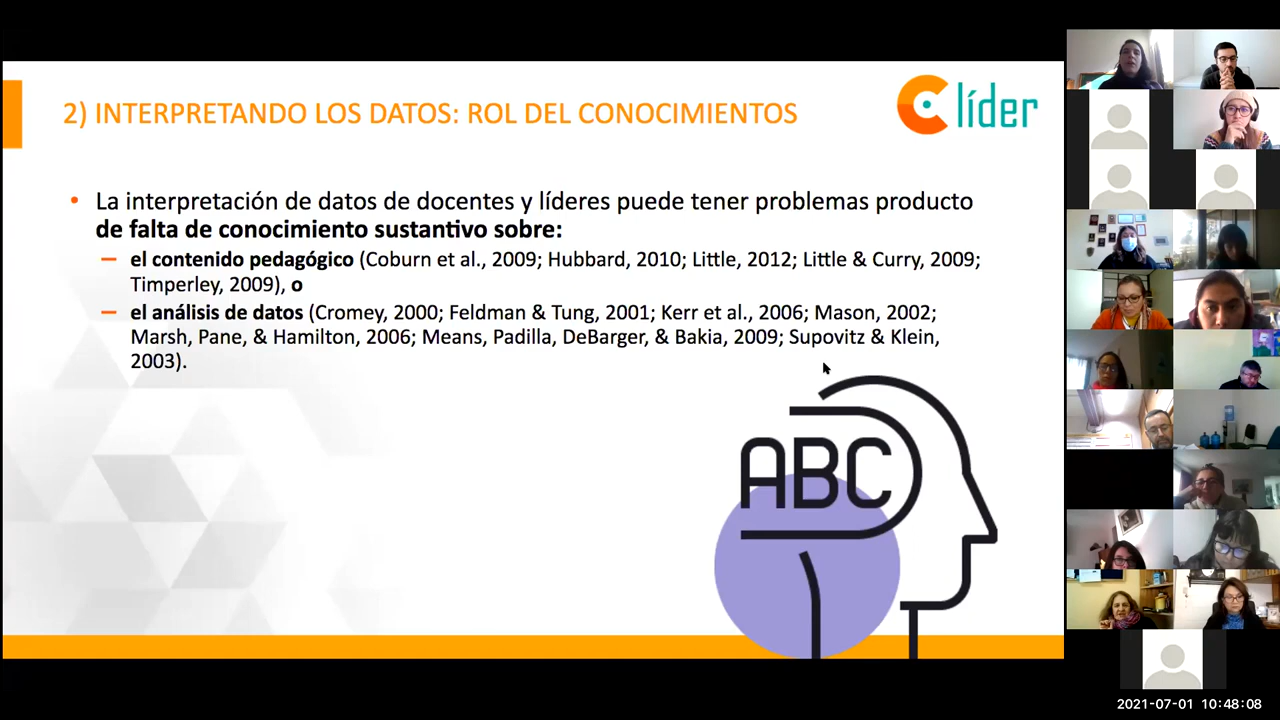 2) INTERPRETANDO LOS DATOS: ROL DEL CONOCIMIENTOS
líder
• La interpretación de datos de docentes y líderes puede tener problemas producto
de falta de conocimiento sustantivo sobre:
– el contenido pedagógico (Coburn et al., 2009; Hubbard, 2010; Little, 2012; Little & Curry, 2009;
Timperley, 2009), o
– el análisis de datos (Cromey, 2000; Feldman & Tung, 2001; Kerr et al., 2006; Mason, 2002;
Marsh, Pane, & Hamilton, 2006; Means, Padilla, DeBarger, & Bakia, 2009; Supovitz & Klein,
2003).
ABC
2021-07-01 10:48:08